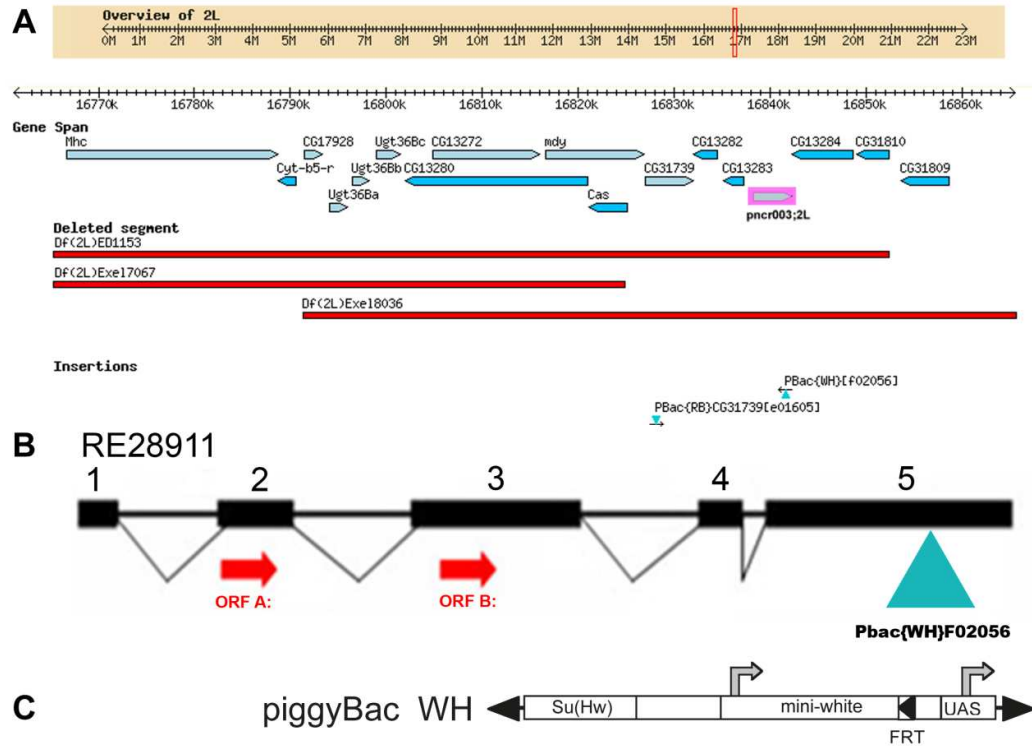 A
Overview of 2L
0M 1M 2M 3M 4M 5M 6M 7M 8M 9M 10M 11M 12M 13M 14M 15M 16M 17M 18M 19M 20M 21M 22M 23M
16770k 16780k 16790k 16800k 16810k 16820k 16830k 16840k 16850k 16860k
Gene Span
Mhc CG17928 Ugt36Bc CG13272 mdy CG13282 CG13284 CG31810
Cyt-b5-r Ugt36Bb CG13280 CG31739 CG13283 CG31809
Ugt36Ba Cas
pncr003;2L
Deleted segment
Df(2L)ED1153
Df(2L)Exel7067
Df(2L)Exel8036
Insertions
PBac{WH}[f02056]
PBac{RB}CG31739[e01605]
B RE28911
1 2 3 4 5
ORF A: ORF B:
Pbac{WH}F02056
C piggyBac WH Su(Hw) mini-white UAS
FRT